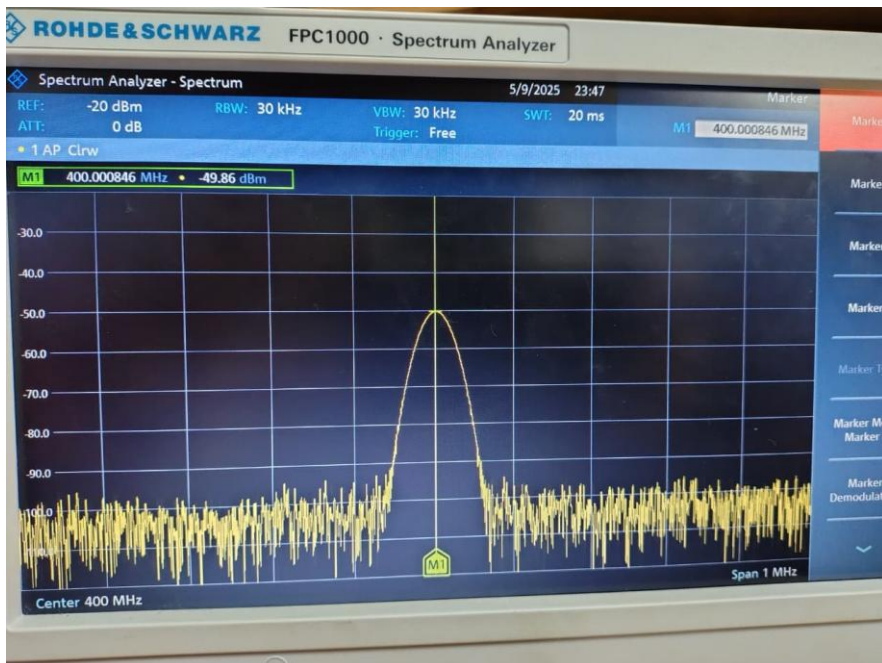 ROHDE&SCHWARZ FPC1000 · Spectrum Analyzer
Spectrum Analyzer - Spectrum 5/9/2025 23:47 Marker
REF: -20 dBm RBW: 30 kHz VBW: 30 kHz SWT: 20 ms
ATT: 0 dB Trigger: Free M1 400.000846 MHz
1 AP Clrw
M1 400.000846 MHz • -49.86 dBm
-30.0
-40.0
-50.0
-60.0
-70.0
-80.0
-90.0
M1
Center 400 MHz Span 1 MHz
Marker M
Marker
Demodulat